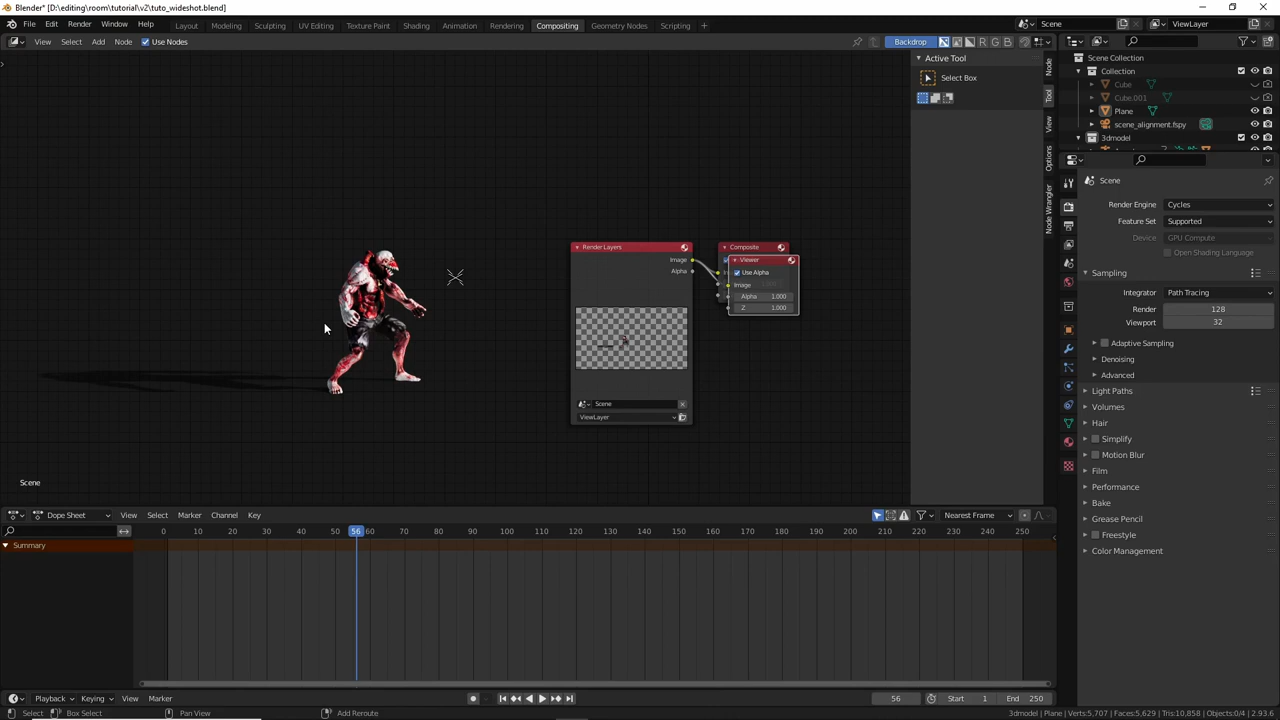 Blender* [D:\editing\room\tutorial\v2\tuto_wideshot.blend]
File Edit Render Window Help Layout Modeling Sculpting UV Editing Texture Paint Shading Animation Rendering Compositing Geometry Nodes Scripting + Scene ViewLayer
View Select Add Node Use Nodes Backdrop R G B
Active Tool
Select Box
Node
Tool
View
Options
Node Wrangler
Scene Collection
Collection
Cube
Cube.001
Plane
scene_alignment.fspy
3dmodel
Scene
Render Engine Cycles
Feature Set Supported
Device GPU Compute
Open Shading Language
Sampling
Integrator Path Tracing
Render 128
Viewport 32
Adaptive Sampling
Denoising
Advanced
Light Paths
Volumes
Hair
Simplify
Motion Blur
Film
Performance
Bake
Grease Pencil
Freestyle
Color Management
Render Layers
Image
Alpha
Scene
ViewLayer
Composite
Viewer
Use Alpha
Image
Alpha 1.000
Z 1.000
Scene
Dope Sheet View Select Marker Channel Key Nearest Frame
0 10 20 30 40 56 60 70 80 90 100 110 120 130 140 150 160 170 180 190 200 210 220 230 240 250
Summary
Playback Keying View Marker 56 Start 1 End 250
Select Box Select Pan View Add Reroute 3dmodel | Plane | Verts:5,707 | Faces:5,629 | Tris:10,858 | Objects:0/4 | 2.93.6